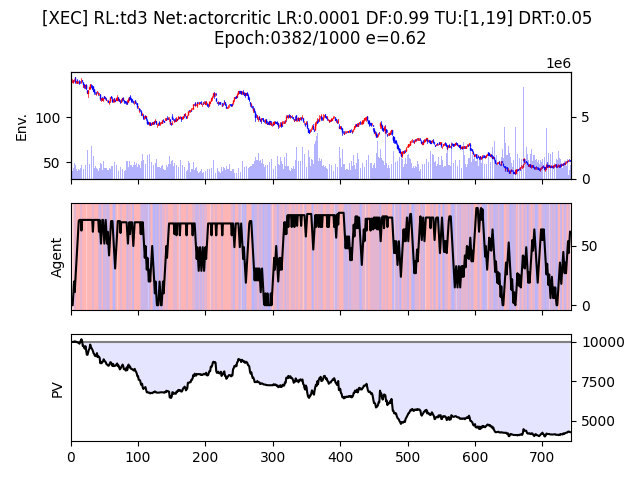 [XEC] RL:td3 Net:actorcritic LR:0.0001 DF:0.99 TU:[1,19] DRT:0.05
Epoch:0382/1000 e=0.62
1e6
Env.
100
50
5
0
Agent
50
0
PV
10000
7500
5000
0 100 200 300 400 500 600 700